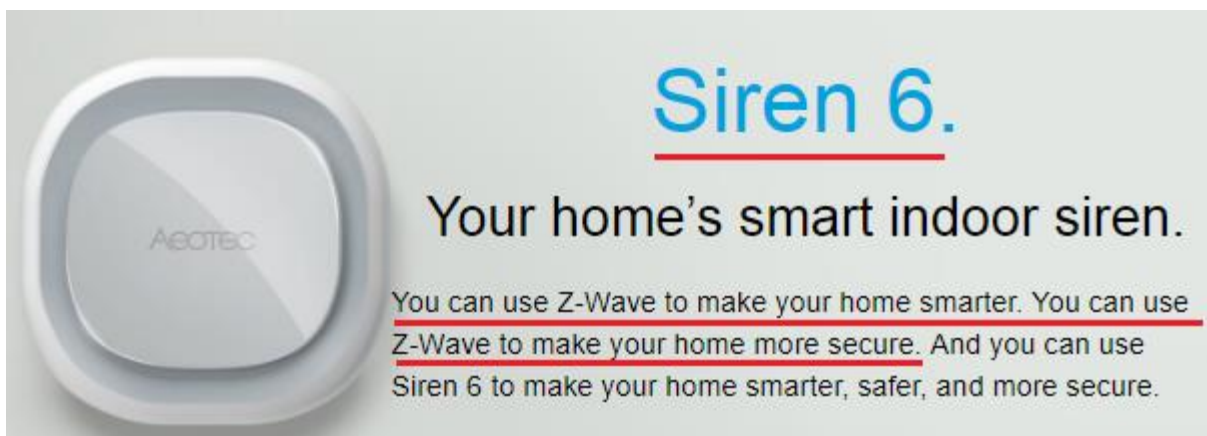 Siren 6.
Your home's smart indoor siren.
AEOTEC
You can use Z-Wave to make your home smarter. You can use
Z-Wave to make your home more secure. And you can use
Siren 6 to make your home smarter, safer, and more secure.